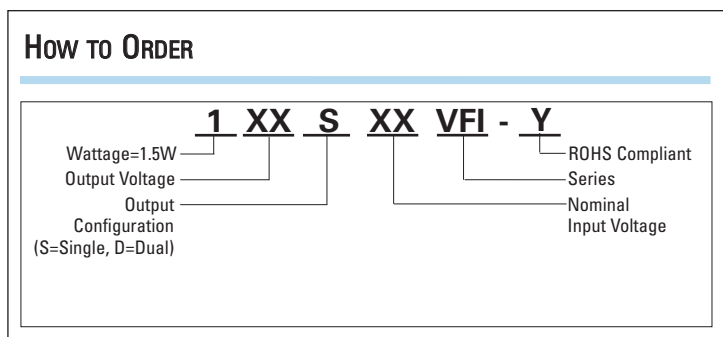 HOW TO ORDER
1 XX S XX VFI - Y
Wattage=1.5W
Output Voltage
Output
Configuration
(S=Single, D=Dual)
ROHS Compliant
Series
Nominal
Input Voltage